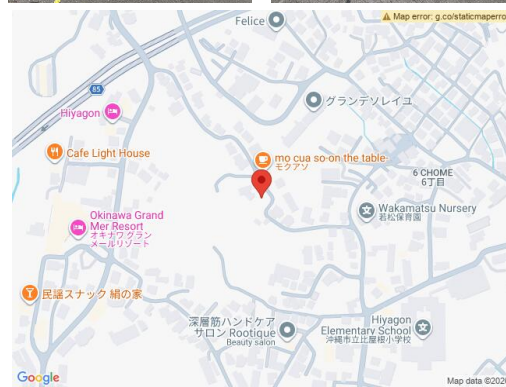 Map error: g.co/staticmaperro
Felice
85
グランデソレイユ
Hiyagon
Cafe Light House
mo cua so-on the table-
モクアソ
6 CHOME
6丁目
Wakamatsu Nursery
若松保育園
Okinawa Grand
Mer Resort
オキナワ グラン
メールリゾート
民謡スナック 絹の家
深層筋ハンドケア
サロン Rootique
Beauty salon
Hiyagon
Elementary School
沖縄市立比屋根小学校
Google
Map data ©2025